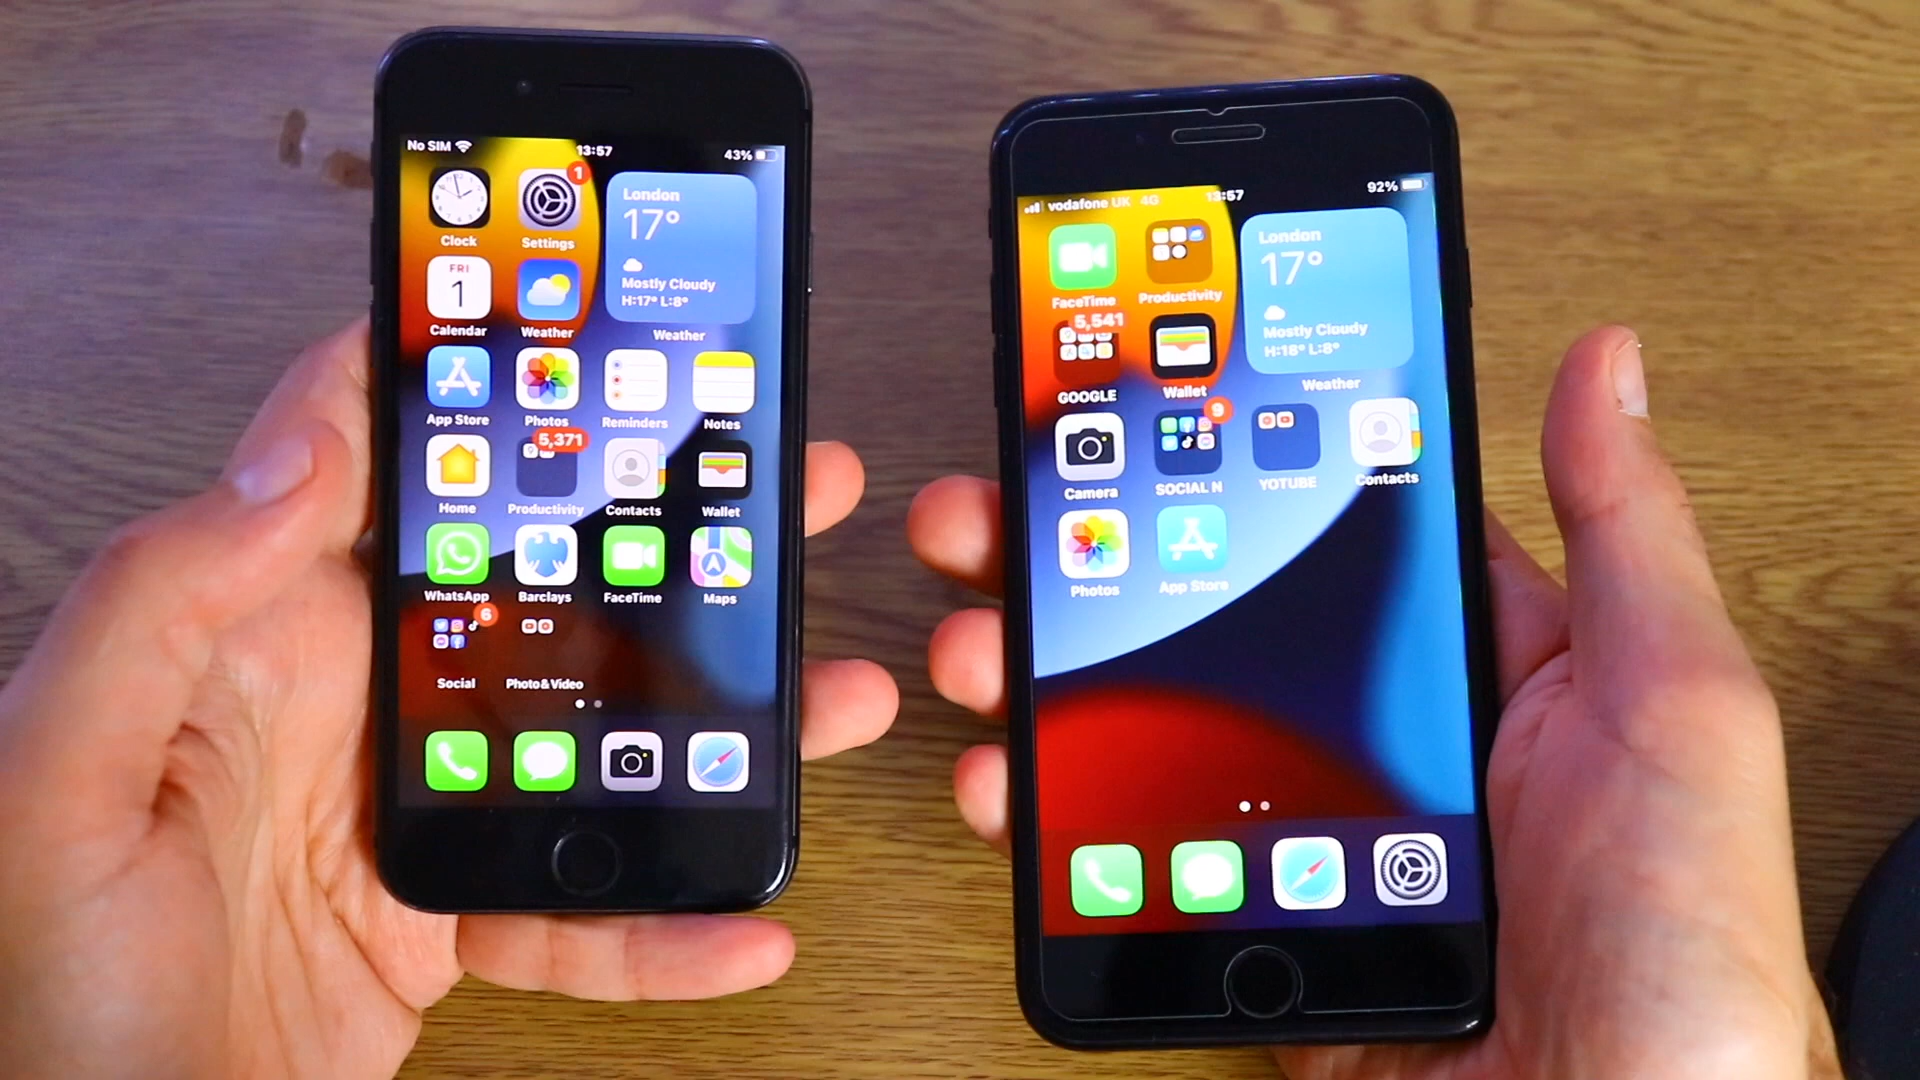 No SIM 13:57 43%
Clock
Settings
1
London
17°
Mostly Cloudy
H:17° L:8°
Weather
FRI
1
Calendar
Weather
App Store
Photos
Reminders
Notes
Home
5,371
Productivity
Contacts
Wallet
WhatsApp
Barclays
FaceTime
Maps
6
Social
Photo & Video
vodafone UK 4G 13:57 92%
FaceTime
Productivity
London
17°
Mostly Cloudy
H:18° L:8°
Weather
5,541
GOOGLE
Wallet
Camera
9
SOCIAL N
YOTUBE
Contacts
Photos
App Store